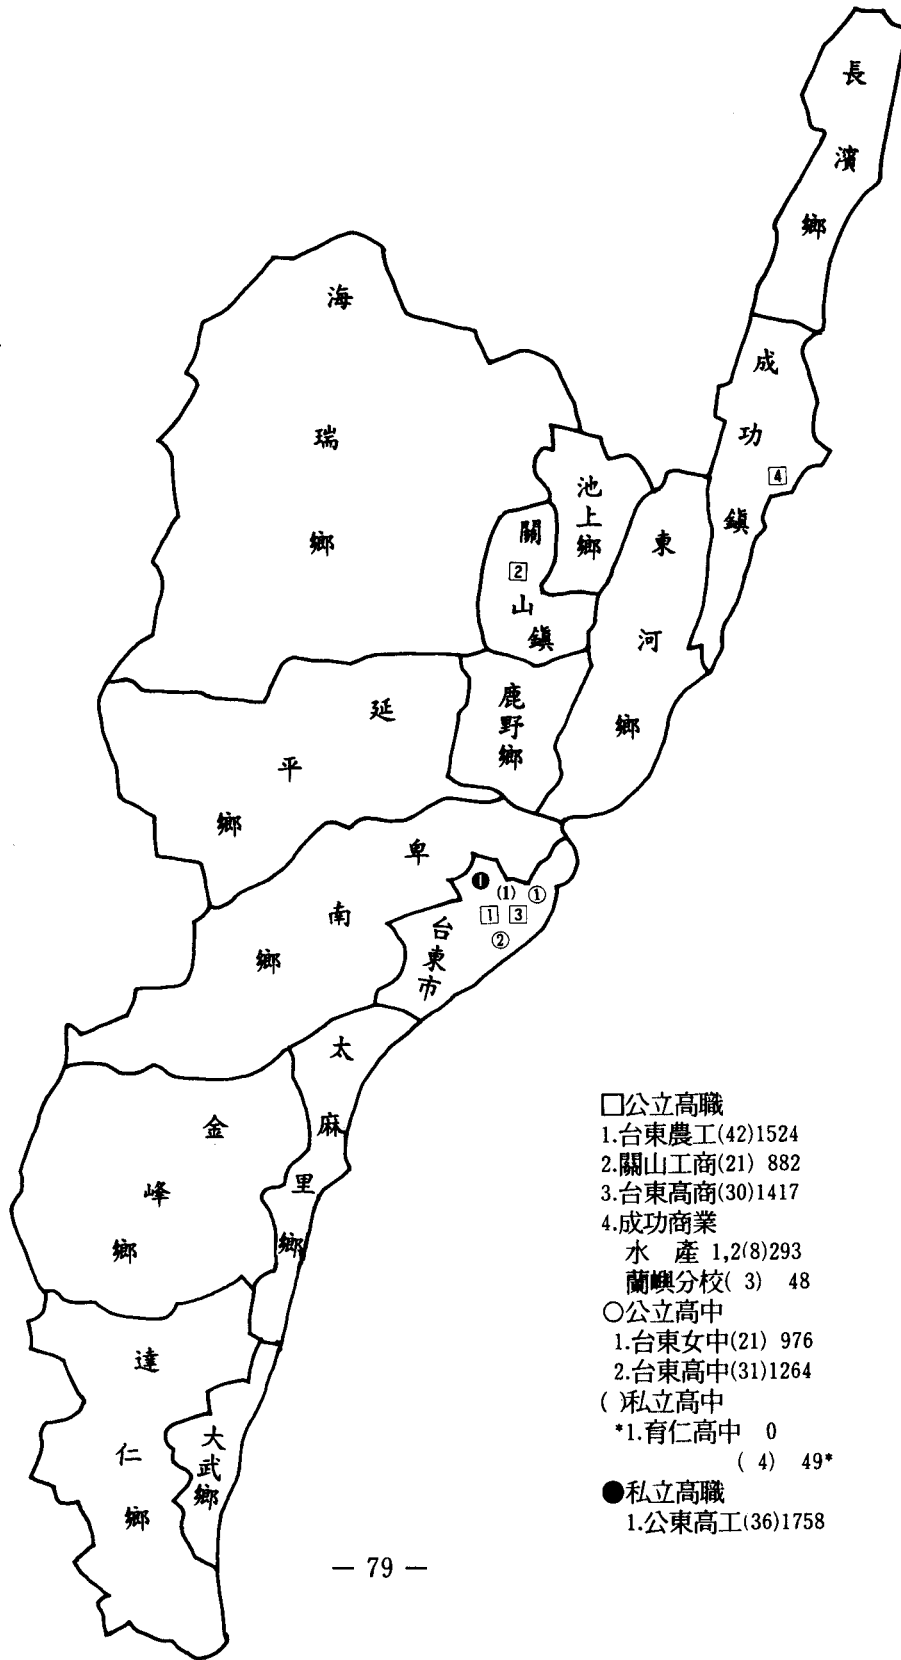 長濱鄉
成功鎮
4
海瑞鄉
池上鄉
關山鎮
2
東河鄉
延平鄉
鹿野鄉
卑南鄉
台東市
1
(1) ①
1 3
②
太麻里鄉
金峰鄉
達仁鄉
大武鄉
□公立高職
1.台東農工(42)1524
2.關山工商(21) 882
3.台東高商(30)1417
4.成功商業
水 產 1,2(8)293
蘭嶼分校( 3) 48
○公立高中
1.台東女中(21) 976
2.台東高中(31)1264
( )私立高中
*1.育仁高中 0
( 4) 49*
●私立高職
1.公東高工(36)1758
— 79 —